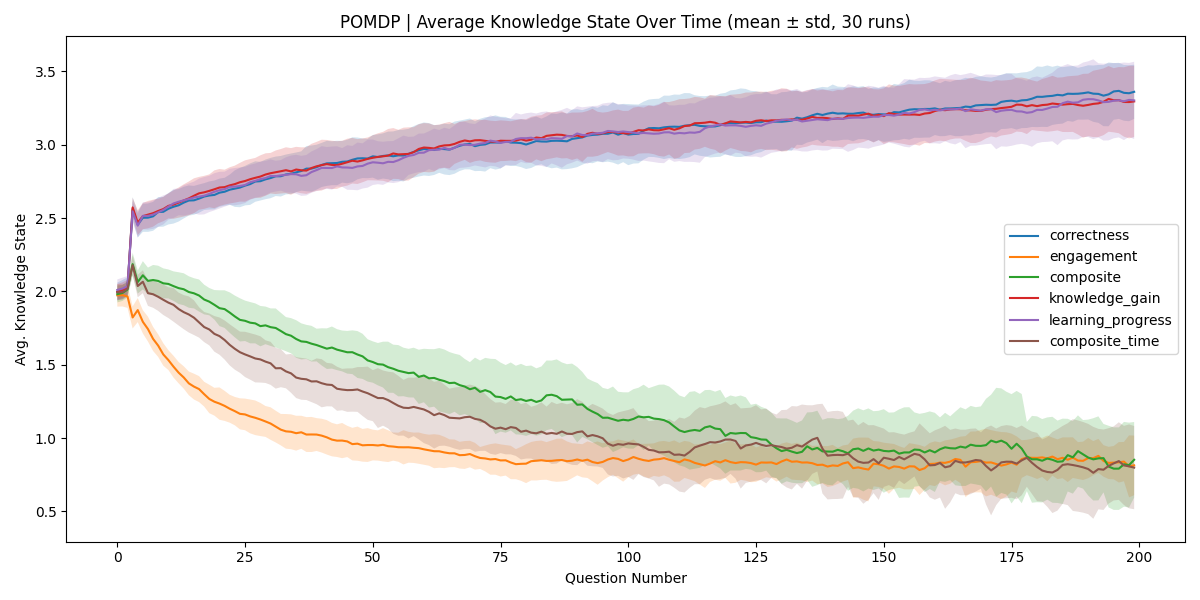 POMDP | Average Knowledge State Over Time (mean ± std, 30 runs)
3.5
3.0
2.5
2.0
1.5
1.0
0.5
Avg. Knowledge State
correctness
engagement
composite
knowledge_gain
learning_progress
composite_time
0 25 50 75 100 125 150 175 200
Question Number